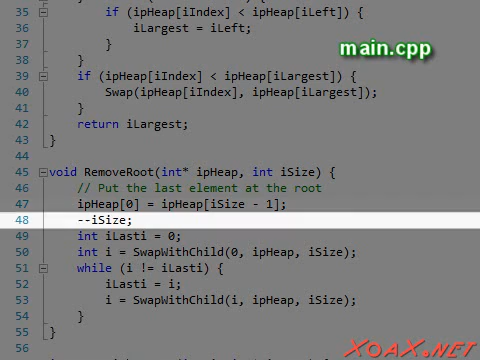 35 if (ipHeap[iIndex] < ipHeap[iLeft]) {
36 iLargest = iLeft;
37 }
main.cpp
38 }
39 if (ipHeap[iIndex] < ipHeap[iLargest]) {
40 Swap(ipHeap[iIndex], ipHeap[iLargest]);
41 }
42 return iLargest;
43 }
44
45 void RemoveRoot(int* ipHeap, int iSize) {
46 // Put the last element at the root
47 ipHeap[0] = ipHeap[iSize - 1];
48 --iSize;
49 int iLasti = 0;
50 int i = SwapWithChild(0, ipHeap, iSize);
51 while (i != iLasti) {
52 iLasti = i;
53 i = SwapWithChild(i, ipHeap, iSize);
54 }
55 }
56
XOAX.NET